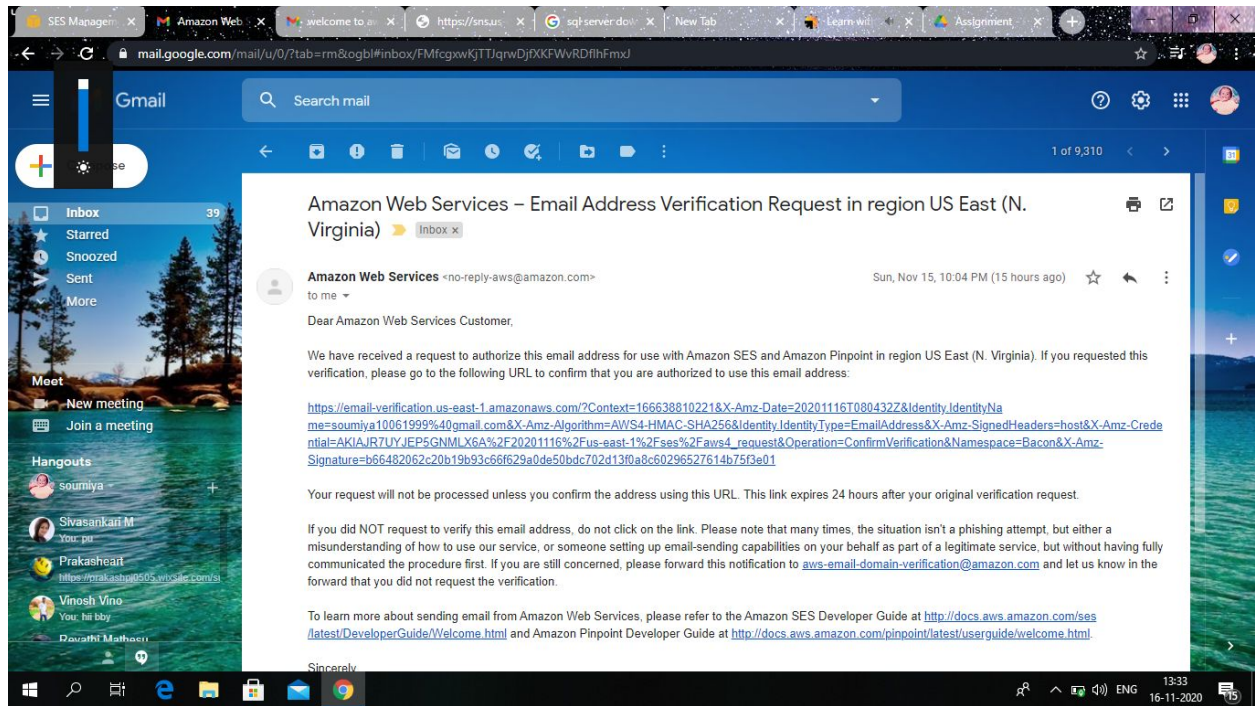 SES Managem
Amazon Web
welcome to a
https://sns.us
sql server dow
New Tab
Learn wit
Assignment
mail.google.com/mail/u/0/?tab=rm&ogbl#inbox/FMfcgxwKjTTJqrwDjfXKFWvRDflhFmxJ
Gmail
Search mail
ose
1 of 9,310
31
Inbox 39
Starred
Snoozed
Sent
More
Meet
New meeting
Join a meeting
Hangouts
soumiya
Sivasankari M
You: pu
Prakasheart
https://prakashpj0505.wixsite.com/si
Vinosh Vino
You: hii bby
Revathi Mathesu
Amazon Web Services – Email Address Verification Request in region US East (N.
Virginia) Inbox x
Amazon Web Services <no-reply-aws@amazon.com> Sun, Nov 15, 10:04 PM (15 hours ago)
to me
Dear Amazon Web Services Customer,
We have received a request to authorize this email address for use with Amazon SES and Amazon Pinpoint in region US East (N. Virginia). If you requested this
verification, please go to the following URL to confirm that you are authorized to use this email address:
https://email-verification.us-east-1.amazonaws.com/?Context=166638810221&X-Amz-Date=20201116T080432Z&Identity.IdentityNa
me=soumiya10061999%40gmail.com&X-Amz-Algorithm=AWS4-HMAC-SHA256&Identity.IdentityType=EmailAddress&X-Amz-SignedHeaders=host&X-Amz-Crede
ntial=AKIAJR7UYJEP5GNMLX6A%2F20201116%2Fus-east-1%2Fses%2Faws4_request&Operation=ConfirmVerification&Namespace=Bacon&X-Amz-
Signature=b66482062c20b19b93c66f629a0de50bdc702d13f0a8c60296527614b75f3e01
Your request will not be processed unless you confirm the address using this URL. This link expires 24 hours after your original verification request.
If you did NOT request to verify this email address, do not click on the link. Please note that many times, the situation isn't a phishing attempt, but either a
misunderstanding of how to use our service, or someone setting up email-sending capabilities on your behalf as part of a legitimate service, but without having fully
communicated the procedure first. If you are still concerned, please forward this notification to aws-email-domain-verification@amazon.com and let us know in the
forward that you did not request the verification.
To learn more about sending email from Amazon Web Services, please refer to the Amazon SES Developer Guide at http://docs.aws.amazon.com/ses
/latest/DeveloperGuide/Welcome.html and Amazon Pinpoint Developer Guide at http://docs.aws.amazon.com/pinpoint/latest/userguide/welcome.html.
Sincerely
ENG
13:33
16-11-2020
15